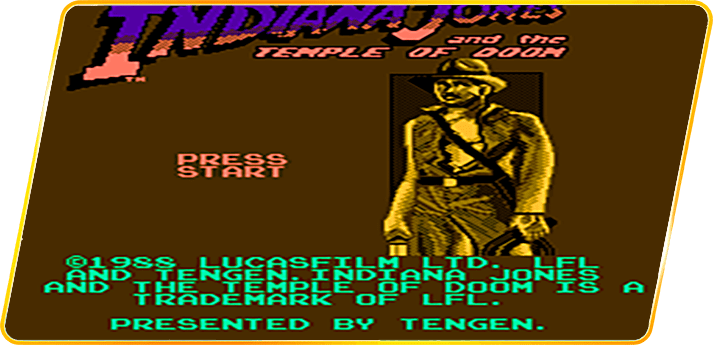 INDIANA JONES
and the
TEMPLE OF DOOM
TM
PRESS
START
©1988 LUCASFILM LTD. LFL
AND TENGEN. INDIANA JONES
AND THE TEMPLE OF DOOM IS A
TRADEMARK OF LFL.
PRESENTED BY TENGEN.